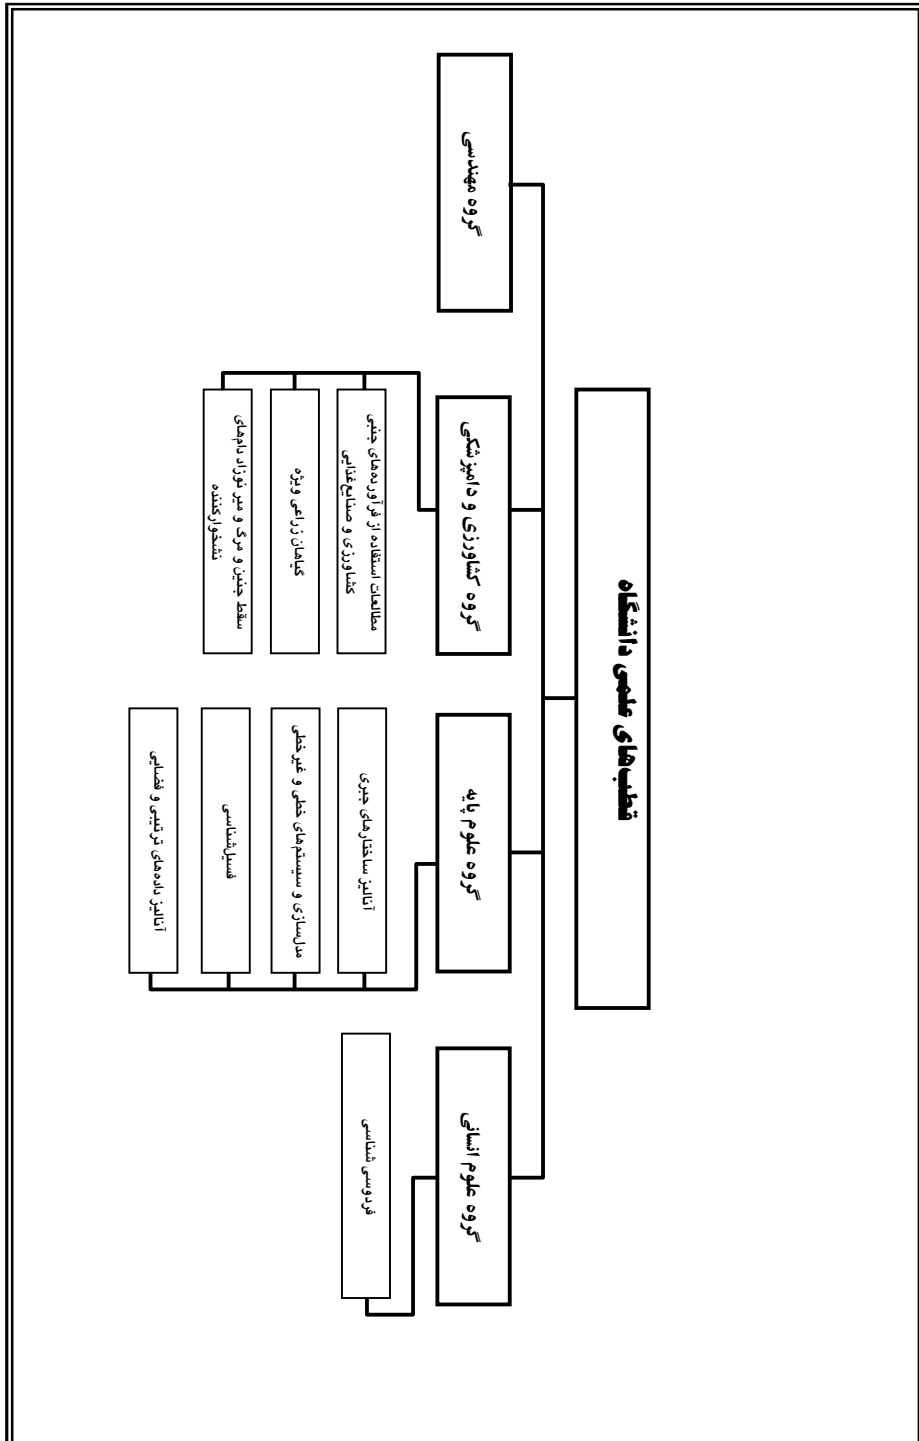 قطب‌های علمی دانشگاه
گروه علوم انسانی
گروه علوم پایه
گروه کشاورزی و دامپزشکی
گروه مهندسی
فردوسی شناسی
آنالیز ساختارهای جبری
مدل‌سازی و سیستم‌های خطی و غیرخطی
فسیل‌شناسی
آنالیز داده‌های ترتیبی و فضایی
مطالعات استفاده از فرآورده‌های جنبی
کشاورزی و صنایع‌غذایی
گیاهان زراعی ویژه
سقط جنین و مرگ و میر نوزاد دام‌های
نشخوارکننده